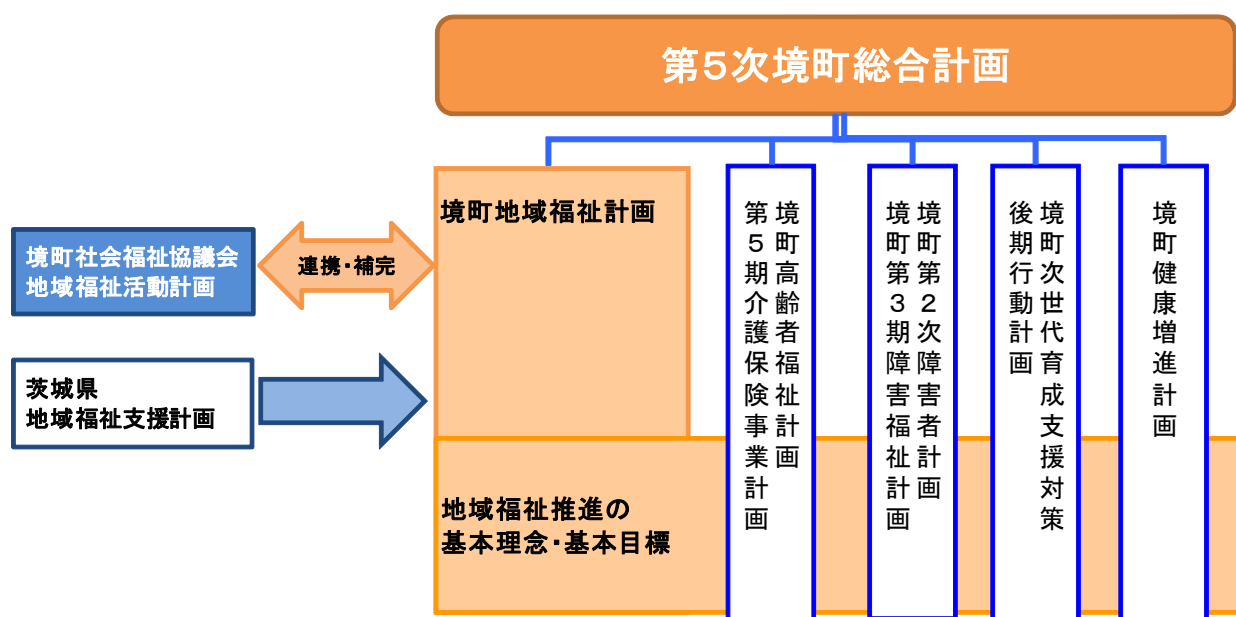 第5次境町総合計画
境町地域福祉計画
境町社会福祉協議会
地域福祉活動計画
連携・補完
茨城県
地域福祉支援計画
地域福祉推進の
基本理念・基本目標
境町高齢者福祉計画
第5期介護保険事業計画
境町第2次障害者計画
境町第3期障害福祉計画
境町次世代育成支援対策
後期行動計画
境町健康増進計画